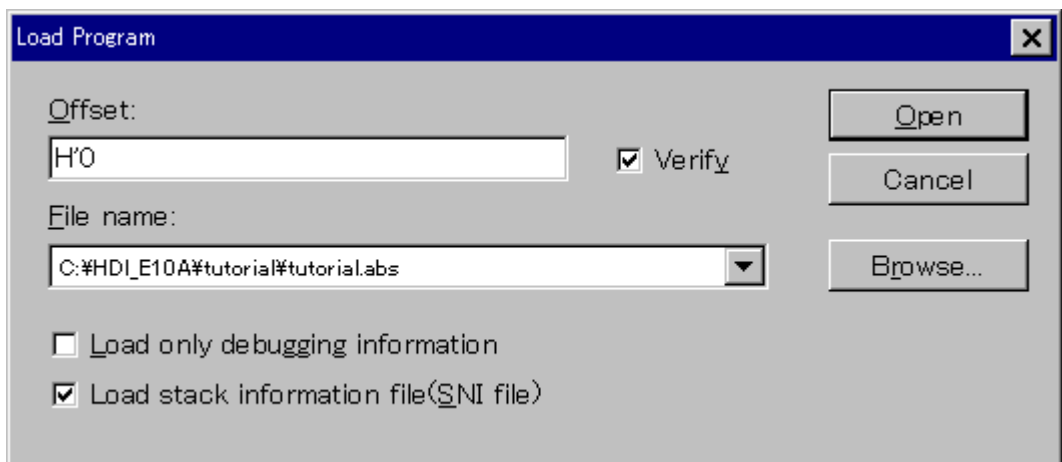 Load Program
Offset:
H'0
Verify
Open
Cancel
File name:
C:¥HDI_E10A¥tutorial¥tutorial.abs
Browse...
Load only debugging information
Load stack information file(SNI file)